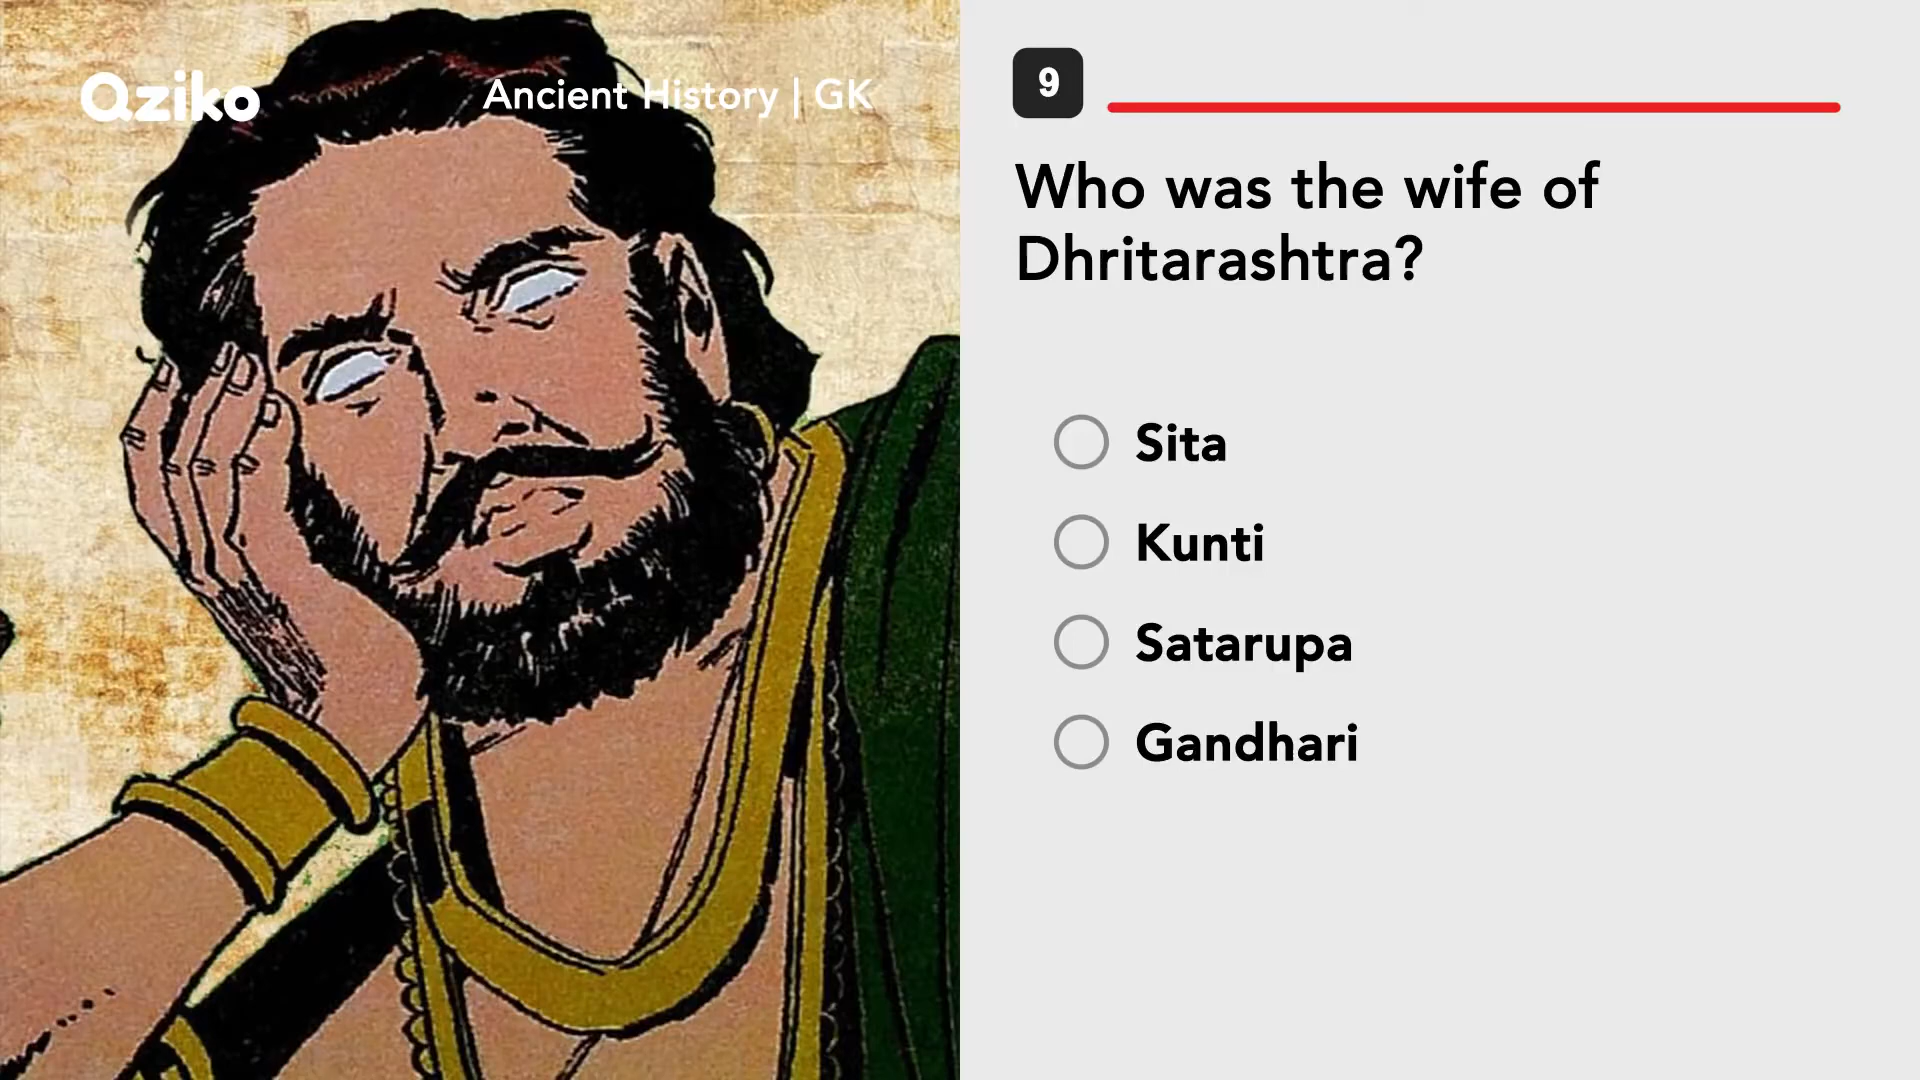 Qziko
Ancient History | GK
9
Who was the wife of
Dhritarashtra?
Sita
Kunti
Satarupa
Gandhari